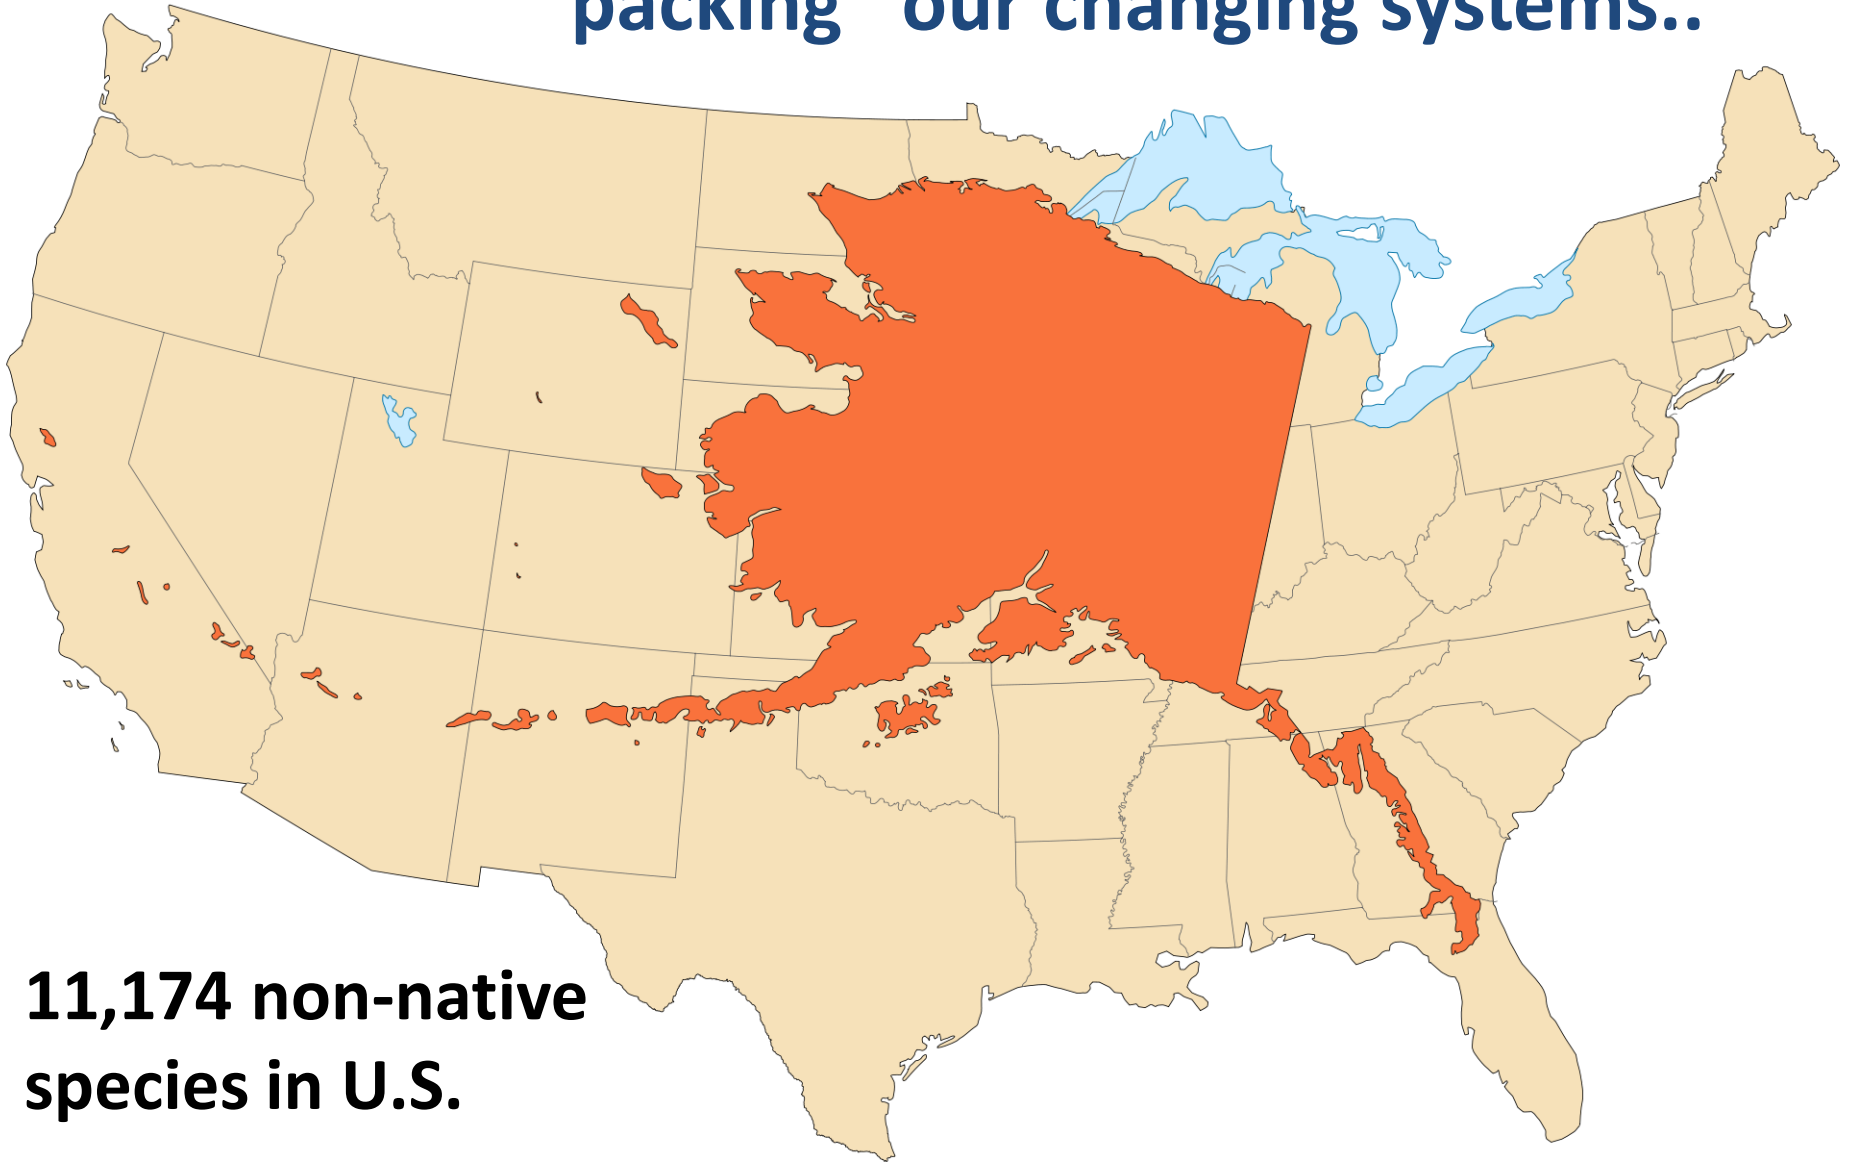 packing our changing systems..
11,174 non-native
species in U.S.